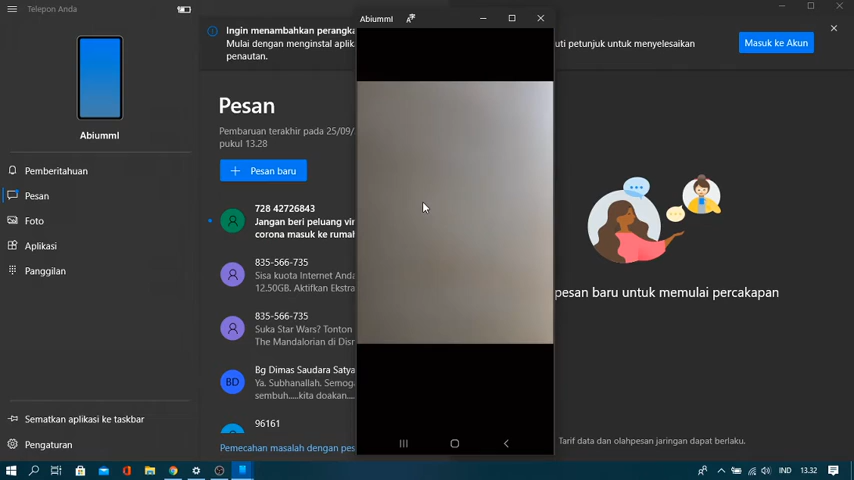 Telepon Anda
Abiumml
Pemberitahuan
Pesan
Foto
Aplikasi
Panggilan
Sematkan aplikasi ke taskbar
Pengaturan
Ingin menambahkan perangka
Mulai dengan menginstal aplik
penautan.
uti petunjuk untuk menyelesaikan
Masuk ke Akun
Pesan
Pembaruan terakhir pada 25/09/
pukul 13.28
+ Pesan baru
728 42726843
Jangan beri peluang vir
corona masuk ke rumah
835-566-735
Sisa kuota Internet Anda
12.50GB. Aktifkan Ekstra
835-566-735
Suka Star Wars? Tonton
The Mandalorian di Disn
BD
Bg Dimas Saudara Satya
Ya. Subhanallah. Semoga
sembuh.....kita doakan....
96161
Pemecahan masalah dengan pes
Abiumml
pesan baru untuk memulai percakapan
Tarif data dan olahpesan jaringan dapat berlaku.
IND
13.32